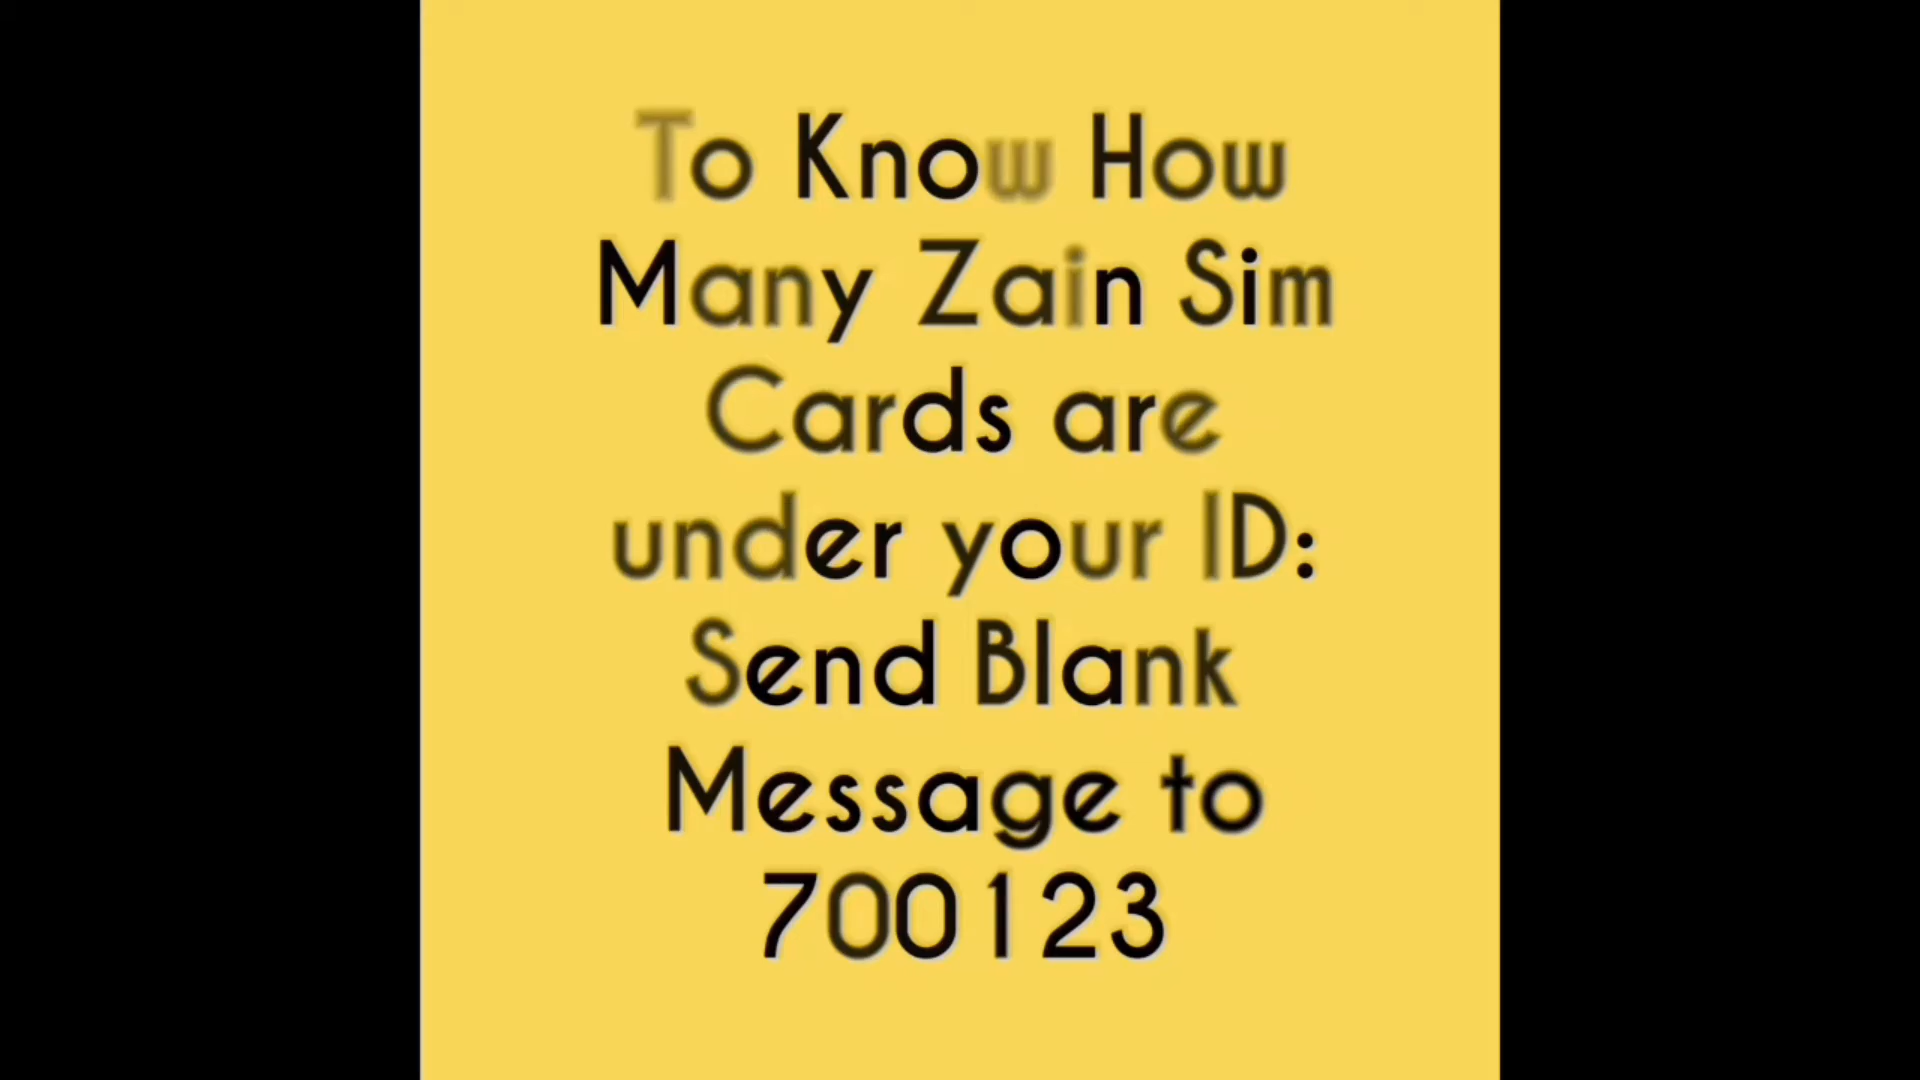 To Know How
Many Zain Sim
Cards are
under your ID:
Send Blank
Message to
700123